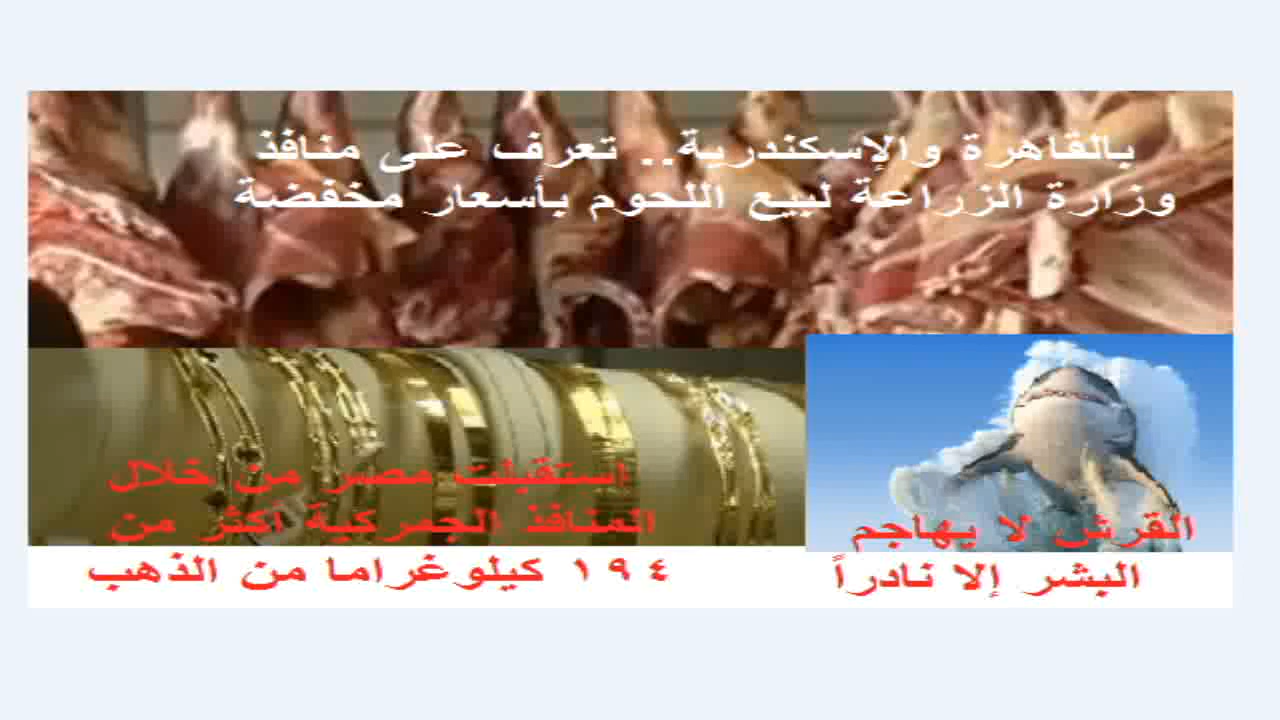 بالقاهرة والإسكندرية.. تعرف على منافذ
وزارة الزراعة لبيع اللحوم بأسعار مخفضة
استقبلت مصر من خلال
المنافذ الجمركية أكثر من
١٩٤ كيلوغراما من الذهب
القرش لا يهاجم
البشر إلا نادراً